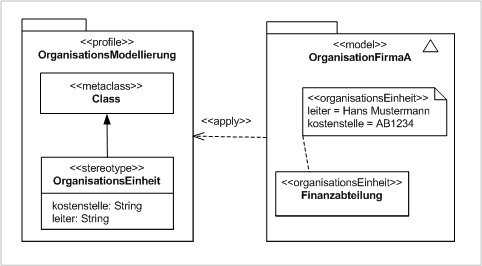 <<profile>>
OrganisationsModellierung
<<metaclass>>
Class
<<stereotype>>
OrganisationsEinheit
kostenstelle: String
leiter: String
<<apply>>
<<model>>
OrganisationFirmaA
<<organisationsEinheit>>
leiter = Hans Mustermann
kostenstelle = AB1234
<<organisationsEinheit>>
Finanzabteilung